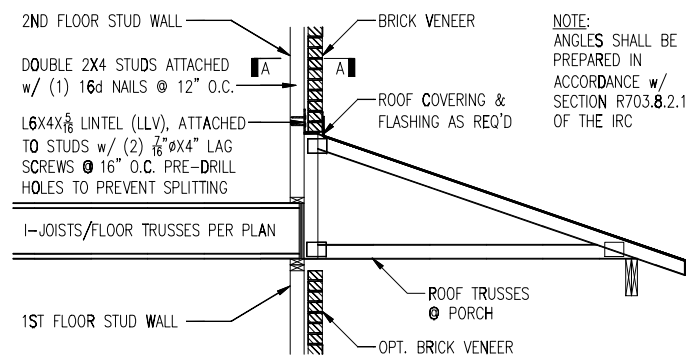 2ND FLOOR STUD WALL
DOUBLE 2X4 STUDS ATTACHED
w/ (1) 16d NAILS @ 12" O.C.
L6X4X5/16 LINTEL (LLV), ATTACHED
TO STUDS w/ (2) 7/16"øX4" LAG
SCREWS @ 16" O.C. PRE-DRILL
HOLES TO PREVENT SPLITTING
I-JOISTS/FLOOR TRUSSES PER PLAN
1ST FLOOR STUD WALL
A
A
BRICK VENEER
ROOF COVERING &
FLASHING AS REQ'D
ROOF TRUSSES
@ PORCH
OPT. BRICK VENEER
NOTE:
ANGLES SHALL BE
PREPARED IN
ACCORDANCE w/
SECTION R703.8.2.1
OF THE IRC